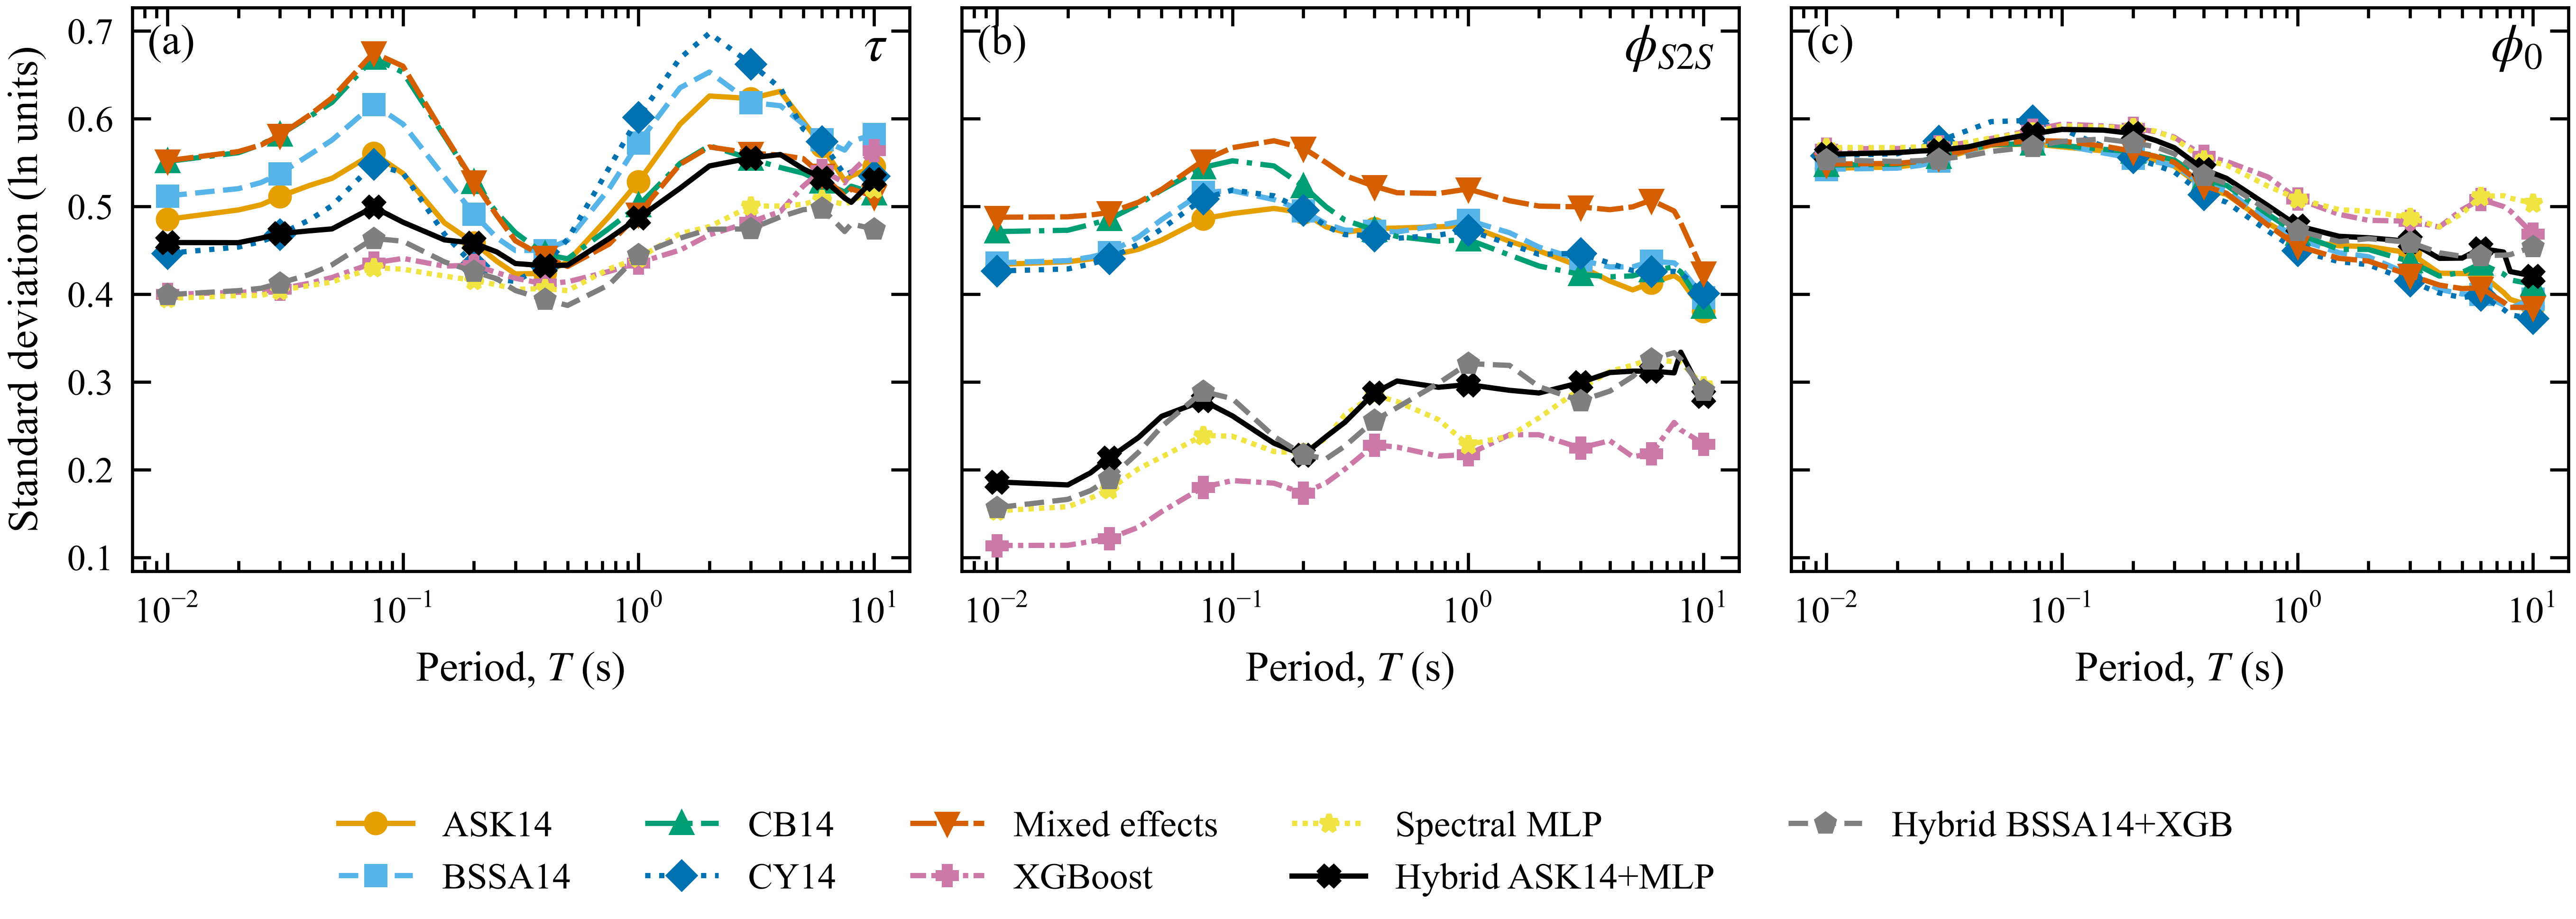 (a)
τ
(b)
ϕS2S
(c)
ϕ0
Standard deviation (ln units)
0.7
0.6
0.5
0.4
0.3
0.2
0.1
10−2 10−1 100 101
10−2 10−1 100 101
10−2 10−1 100 101
Period, T (s)
Period, T (s)
Period, T (s)
ASK14
CB14
Mixed effects
Spectral MLP
Hybrid BSSA14+XGB
BSSA14
CY14
XGBoost
Hybrid ASK14+MLP